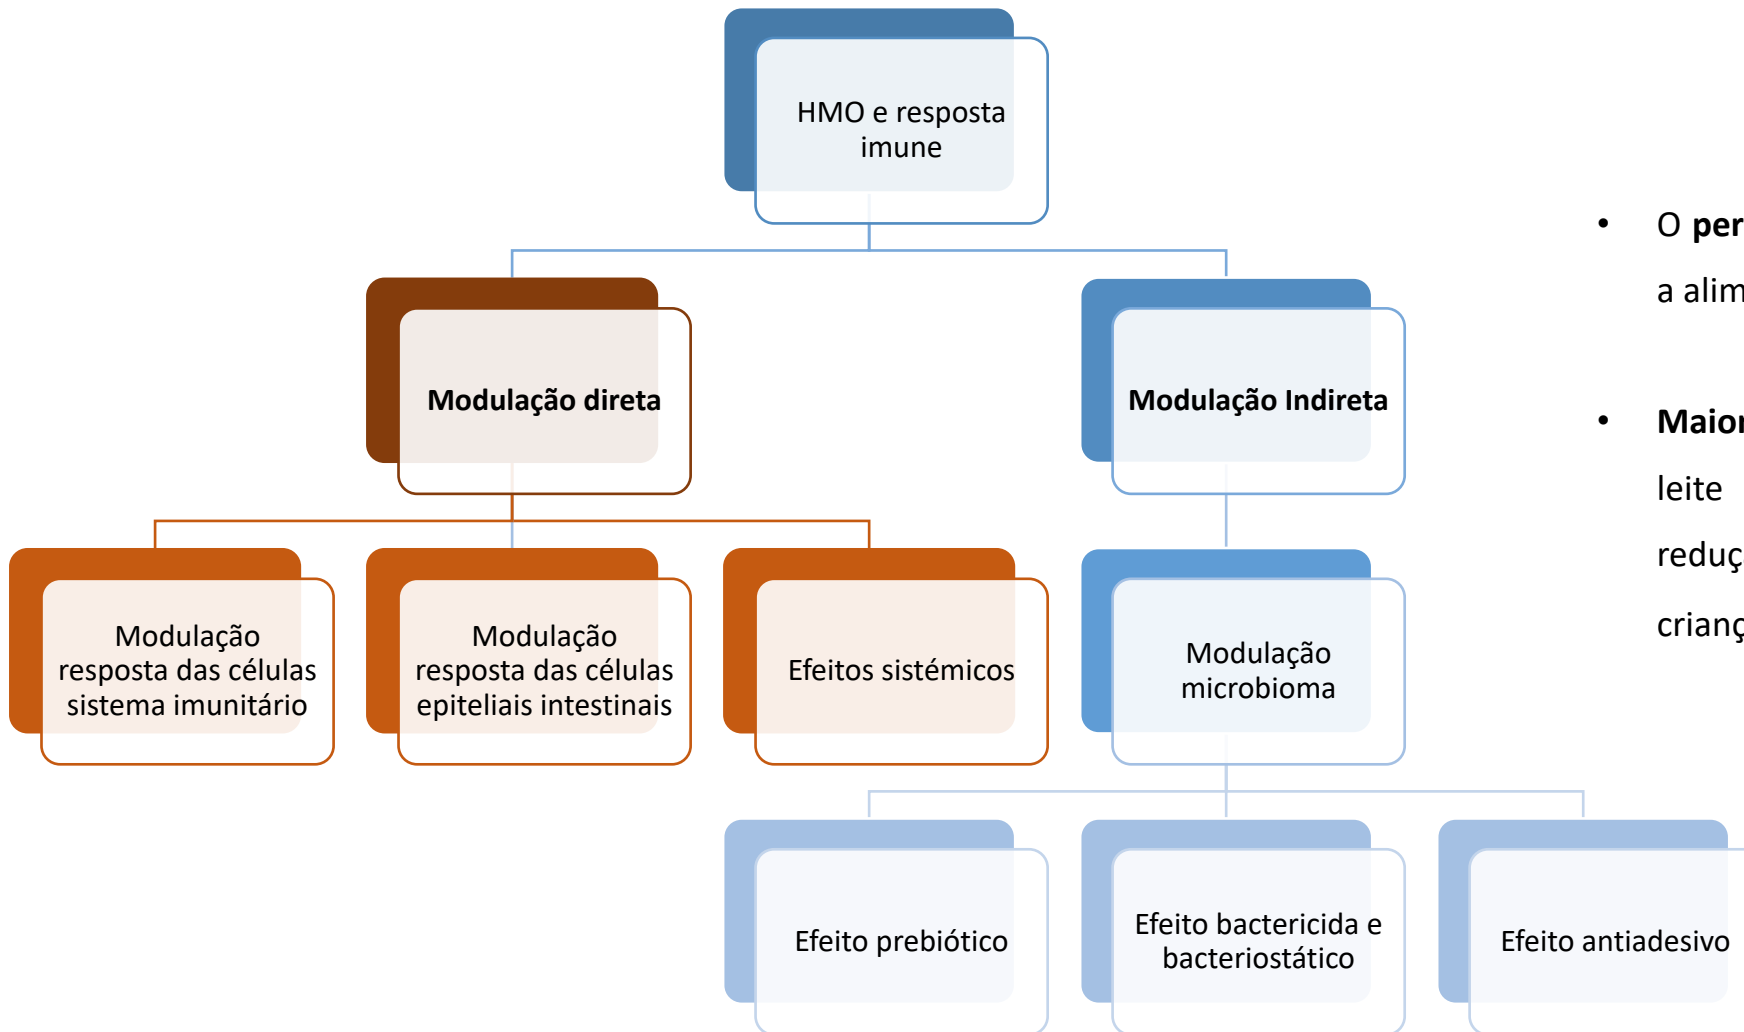 HMO e resposta
imune
Modulação direta
Modulação Indireta
Modulação
resposta das células
sistema imunitário
Modulação
resposta das células
epiteliais intestinais
Efeitos sistémicos
Modulação
microbioma
Efeito prebiótico
Efeito bactericida e
bacteriostático
Efeito antiadesivo
• O
a
•
leite